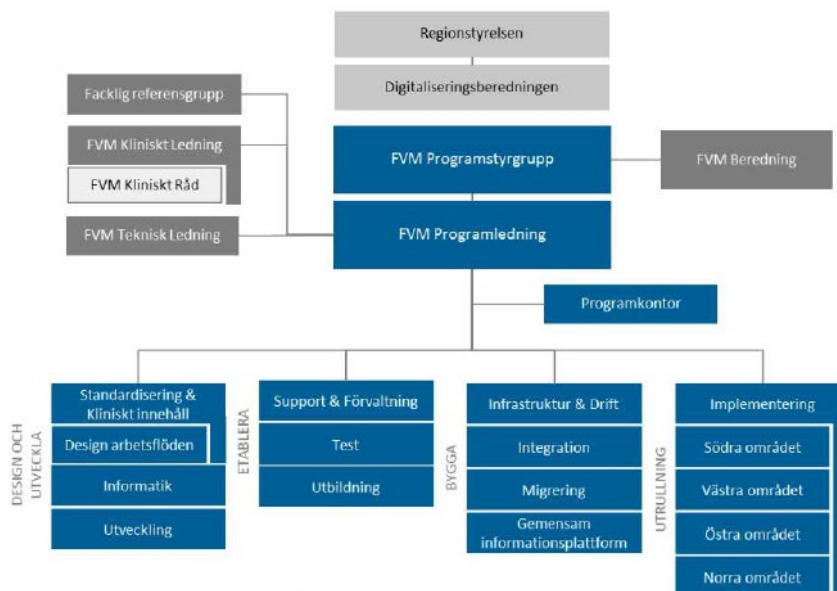 Regionstyrelsen
Digitaliseringsberedningen
Facklig referensgrupp
FVM Kliniskt Ledning
FVM Kliniskt Råd
FVM Teknisk Ledning
FVM Programstyrgrupp
FVM Beredning
FVM Programledning
Programkontor
DESIGN OCH
UTVECKLA
Standardisering &
Kliniskt innehåll
Design arbetsflöden
Informatik
Utveckling
ETABLERA
Support & Förvaltning
Test
Utbildning
BYGGA
Infrastruktur & Drift
Integration
Migrering
Gemensam
informationsplattform
UTRULLNING
Implementering
Södra området
Västra området
Östra området
Norra området